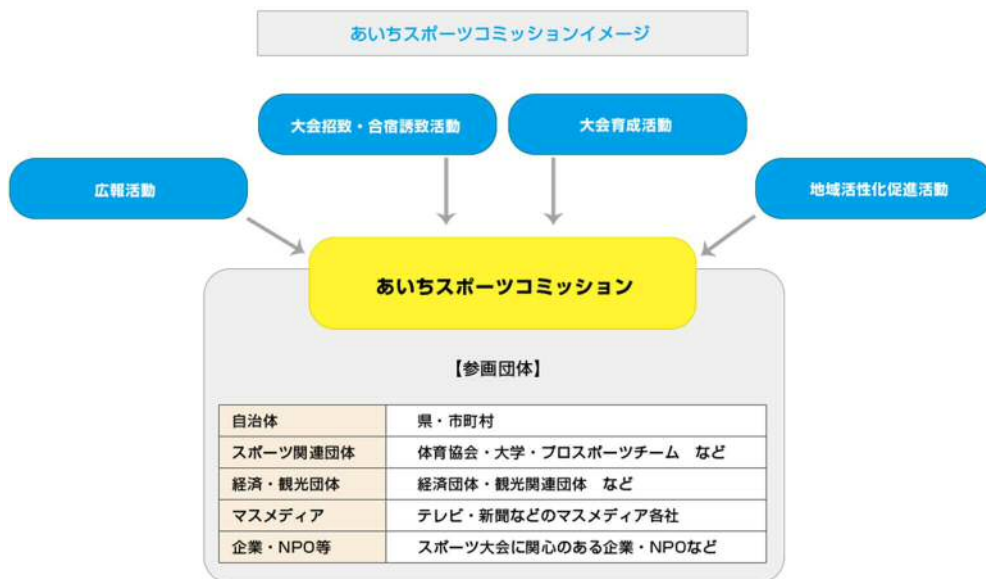 あいちスポーツコミッションイメージ
大会招致・合宿誘致活動
大会育成活動
広報活動
地域活性化促進活動
あいちスポーツコミッション
【参画団体】
自治体 県・市町村
スポーツ関連団体 体育協会・大学・プロスポーツチーム など
経済・観光団体 経済団体・観光関連団体 など
マスメディア テレビ・新聞などのマスメディア各社
企業・NPO等 スポーツ大会に関心のある企業・NPOなど